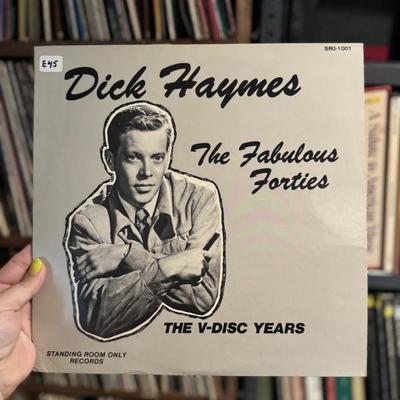 SRO-1001
E45
Dick Haymes
The Fabulous
Forties
THE V-DISC YEARS
STANDING ROOM ONLY
RECORDS